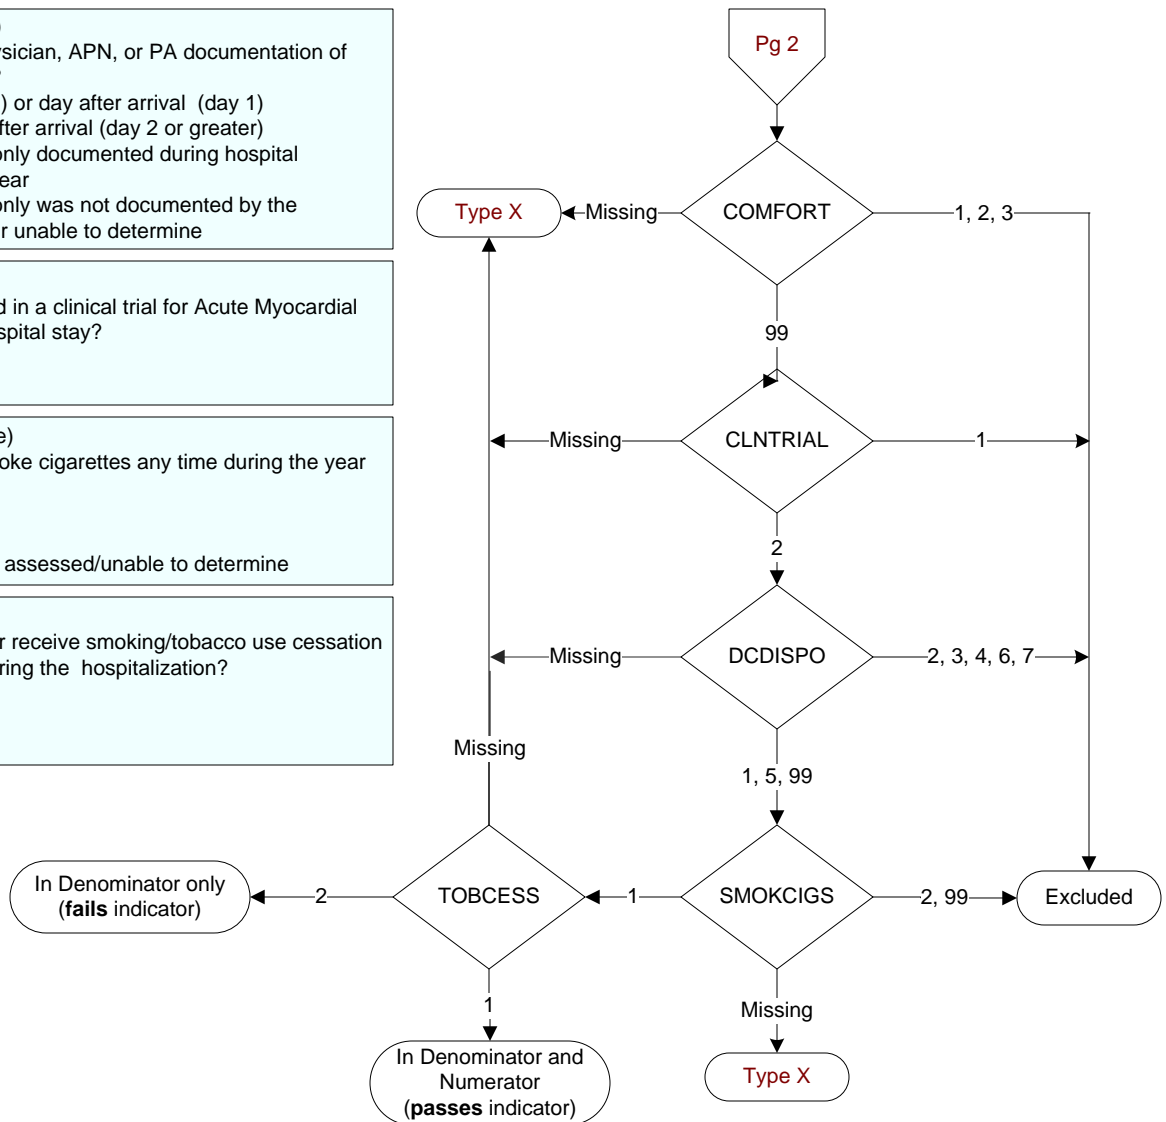 )
ysician, APN, or PA documentation of
) or day after arrival (day 1)
fter arrival (day 2 or greater)
only documented during hospital
ear
only was not documented by the
r unable to determine
d in a clinical trial for Acute Myocardial
spital stay?
e)
oke cigarettes any time during the year
assessed/unable to determine
r receive smoking/tobacco use cessation
ring the hospitalization?
Pg 2
COMFORT
Missing
Type X
1, 2, 3
99
CLNTRIAL
Missing
1
2
DCDISPO
Missing
2, 3, 4, 6, 7
1, 5, 99
Missing
SMOKCIGS
2, 99
Excluded
1
TOBCESS
2
In Denominator only
(fails indicator)
1
In Denominator and
Numerator
(passes indicator)
Missing
Type X